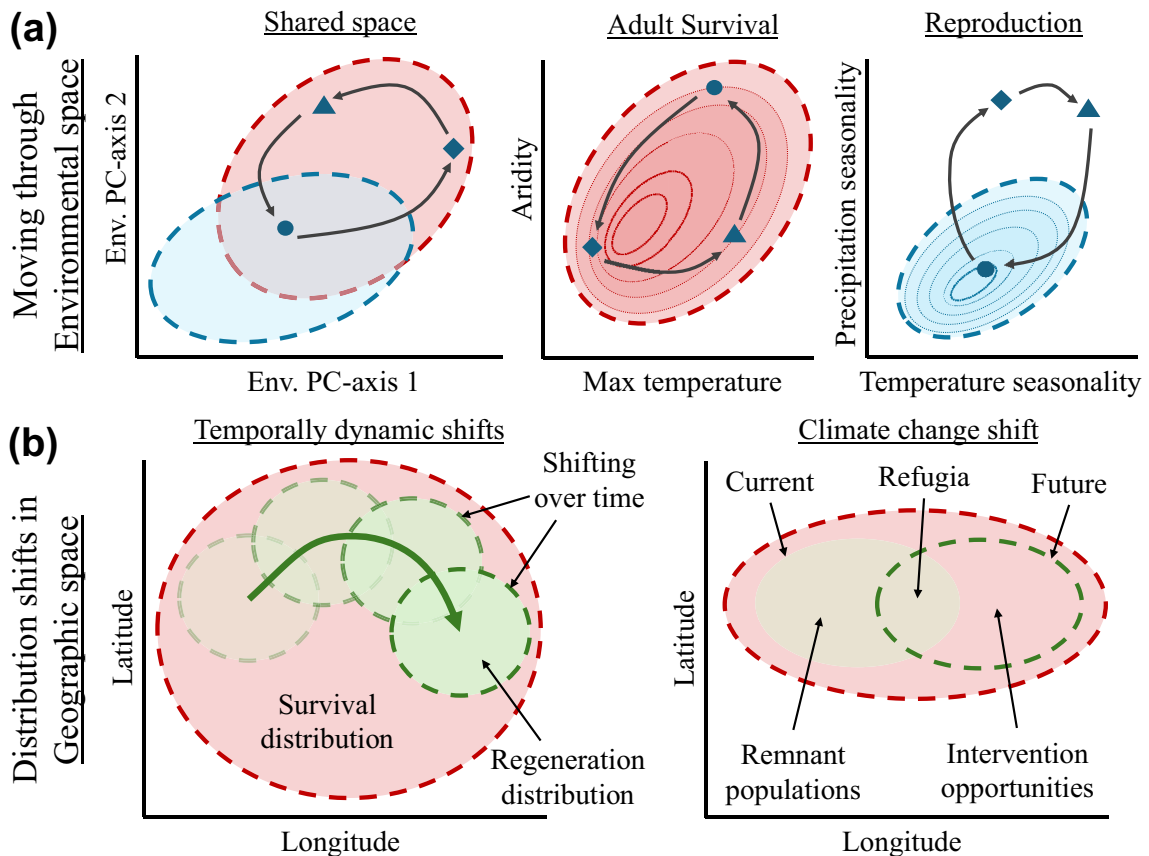 (a)
Shared space
Adult Survival
Reproduction
Moving through
Environmental space
Env. PC-axis 2
Env. PC-axis 1
Aridity
Max temperature
Precipitation seasonality
Temperature seasonality
(b)
Temporally dynamic shifts
Climate change shift
Distribution shifts in
Geographic space
Latitude
Shifting
over time
Survival
distribution
Regeneration
distribution
Longitude
Latitude
Current
Refugia
Future
Remnant
populations
Intervention
opportunities
Longitude